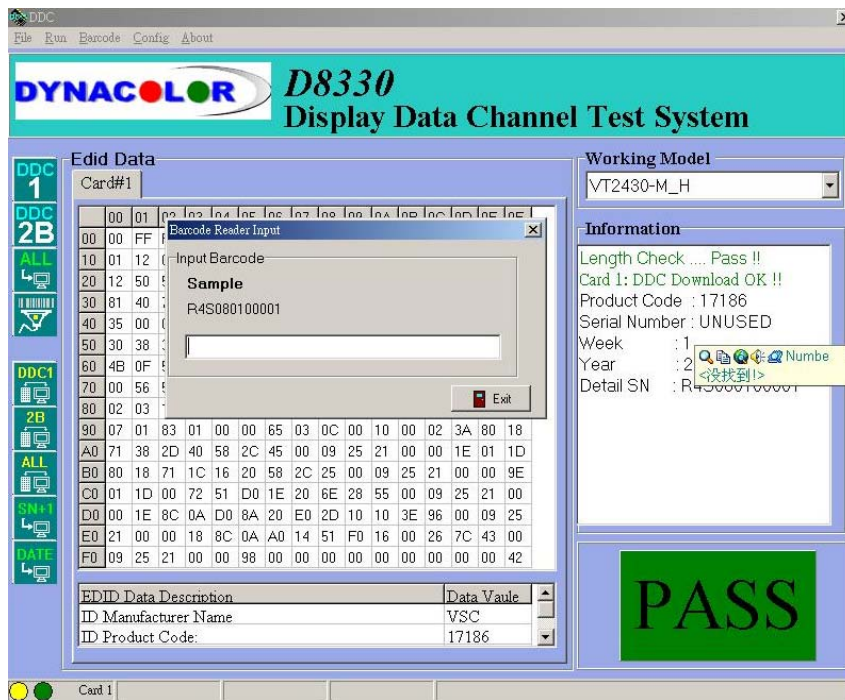 DDC
File Run Barcode Config About
DYNACOLOR
D8330
Display Data Channel Test System
DDC
1
DDC
2B
ALL
DDC1
2B
ALL
SN+1
DATE
Edid Data
Card#1
00 01
00 00 FF
10 01 12
20 12 50
30 81 40
40 35 00
50 30 38
60 4B 0F
70 00 56
80 02 03
90 07 01 83 01 00 00 65 03 0C 00 10 00 02 3A 80 18
A0 71 38 2D 40 58 2C 45 00 09 25 21 00 00 1E 01 1D
B0 80 18 71 1C 16 20 58 2C 25 00 09 25 21 00 00 9E
C0 01 1D 00 72 51 D0 1E 20 6E 28 55 00 09 25 21 00
D0 00 1E 8C 0A D0 8A 20 E0 2D 10 10 3E 96 00 09 25
E0 21 00 00 18 8C 0A A0 14 51 F0 16 00 26 7C 43 00
F0 09 25 21 00 00 98 00 00 00 00 00 00 00 00 00 42
Barcode Reader Input
Input Barcode
Sample
R4S080100001
Exit
EDID Data Description Data Vaule
ID Manufacturer Name VSC
ID Product Code: 17186
Working Model
VT2430-M_H
Information
Length Check .... Pass !!
Card 1: DDC Download OK !!
Product Code : 17186
Serial Number : UNUSED
Week : 1
Year : 2
Detail SN : R4S080100001
Numbe
<没找到!>
PASS
Card 1